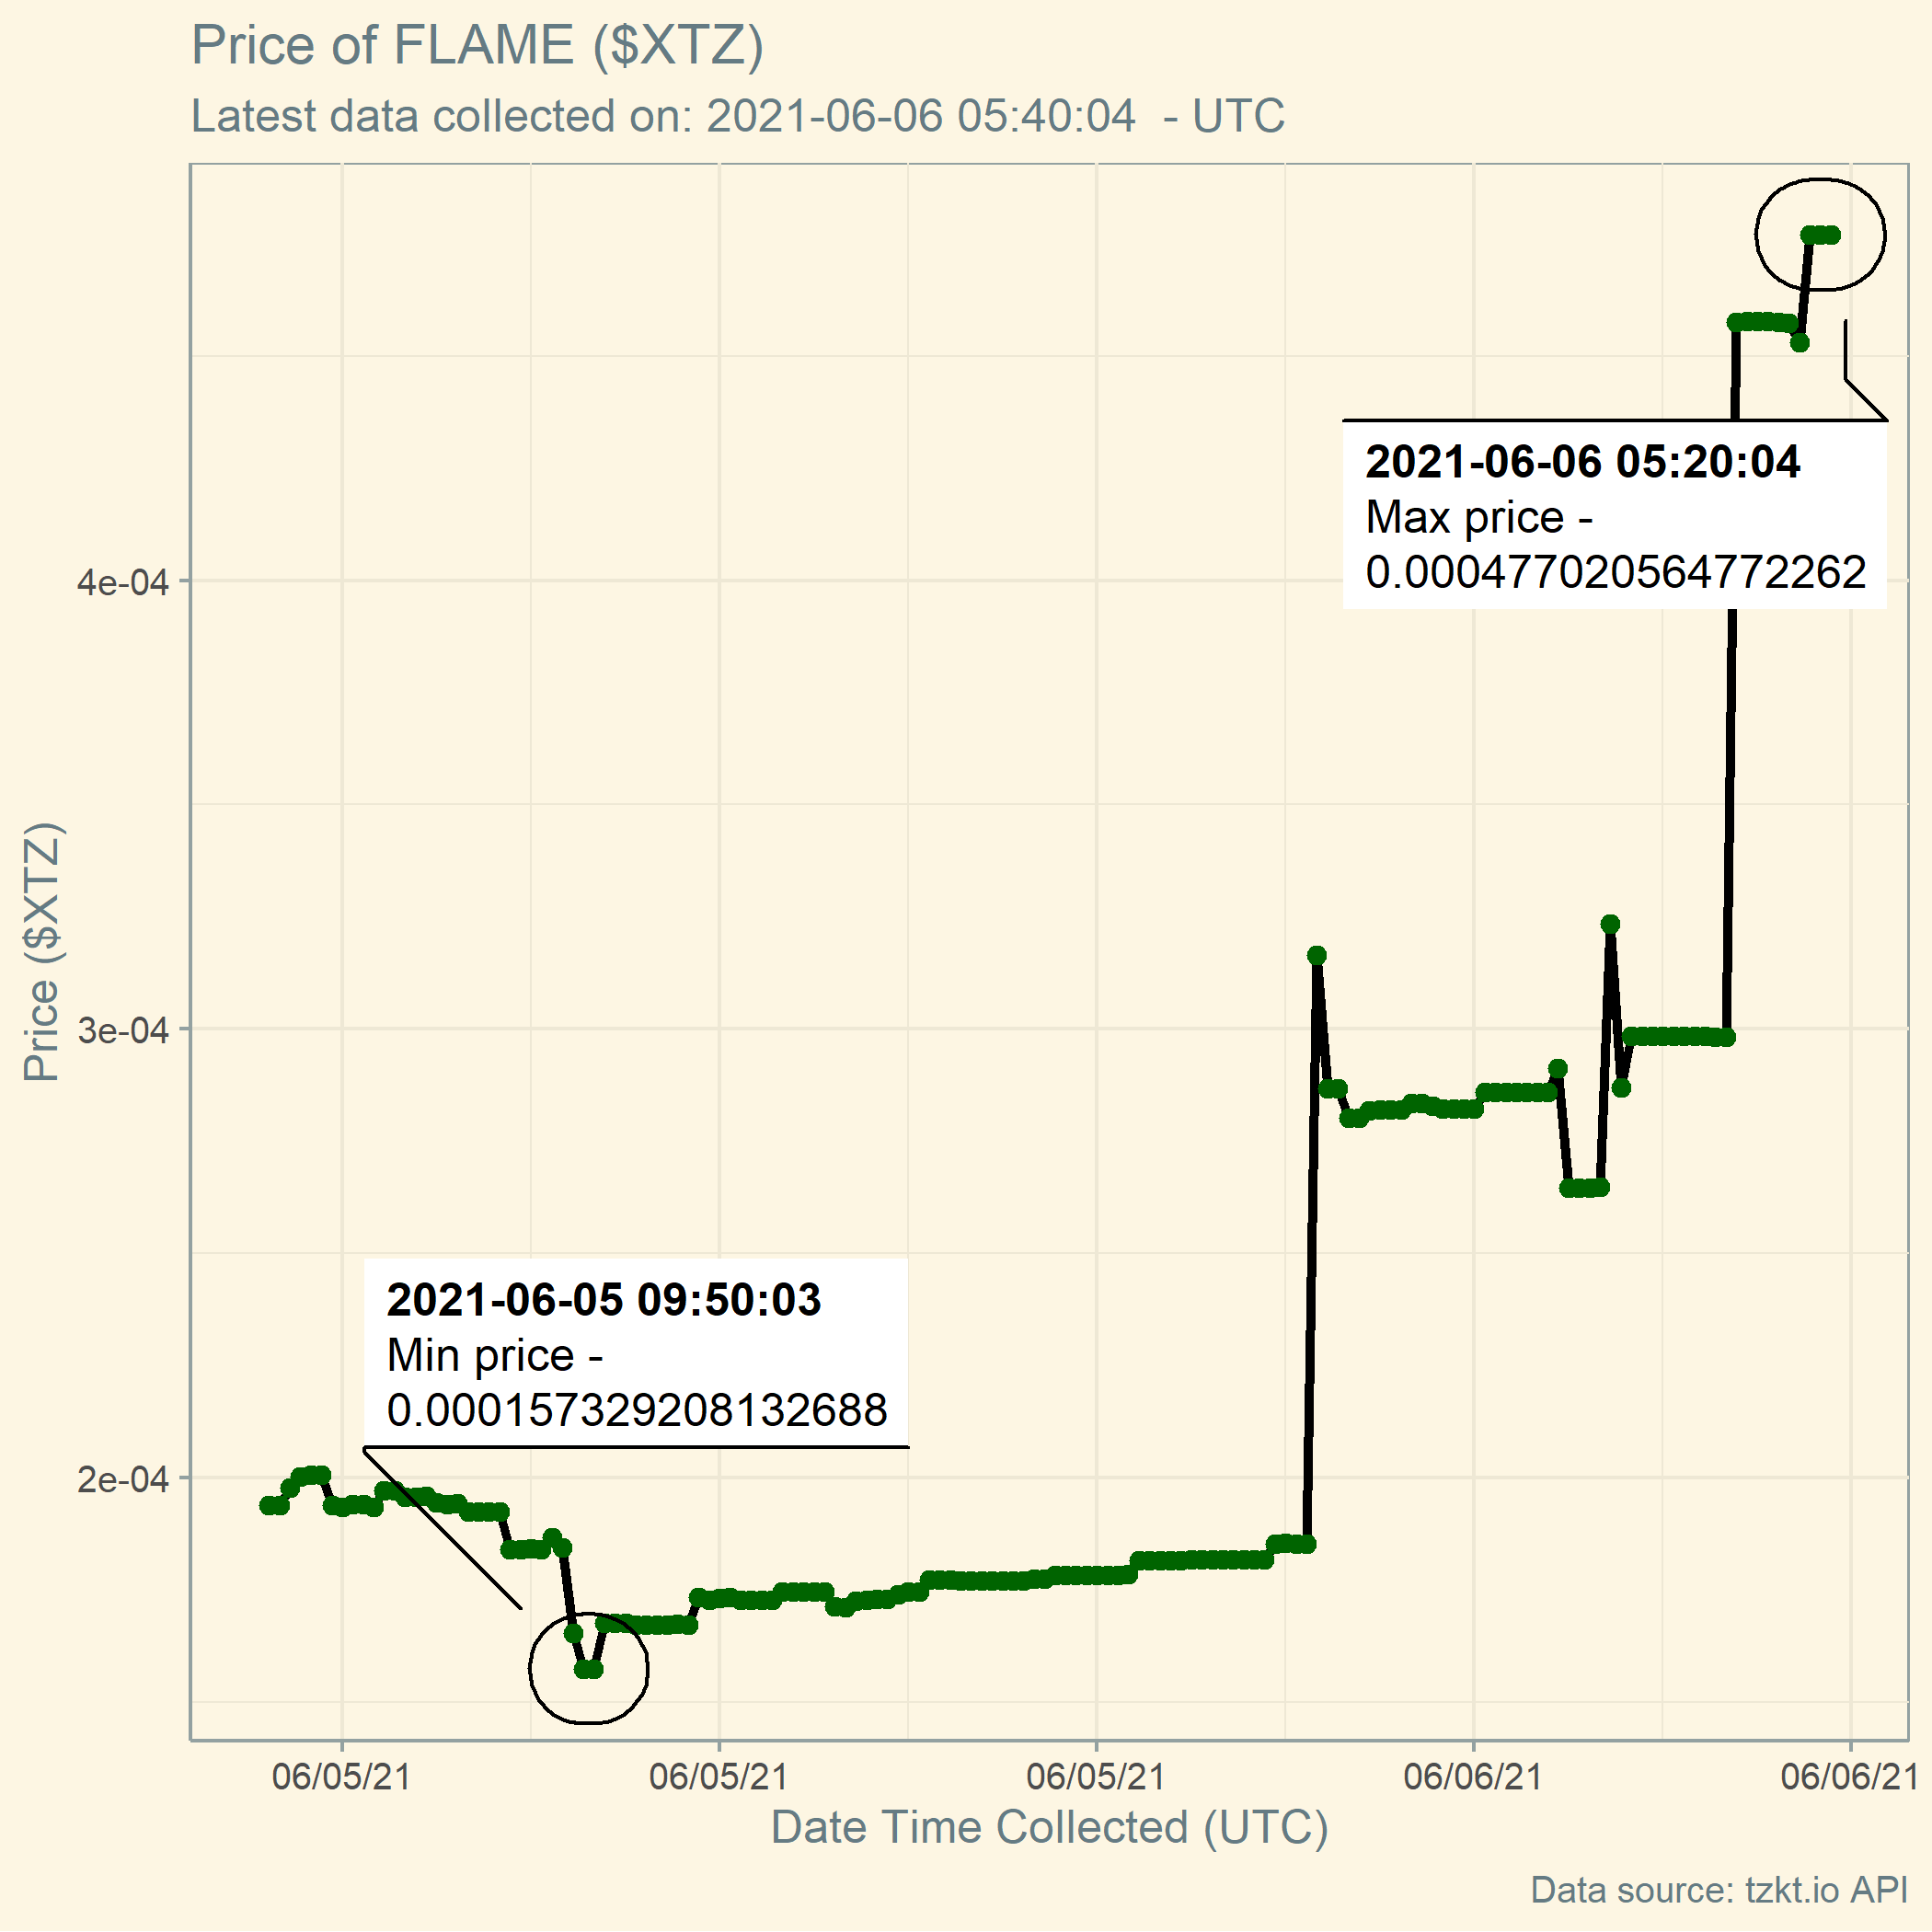 Price of FLAME ($XTZ)
Latest data collected on: 2021-06-06 05:40:04  - UTC
2021-06-06 05:20:04
Max price -
0.000477020564772262
4e-04
3e-04
2e-04
Price ($XTZ)
2021-06-05 09:50:03
Min price -
0.000157329208132688
06/05/21 06/05/21 06/05/21 06/06/21 06/06/21
Date Time Collected (UTC)
Data source: tzkt.io API